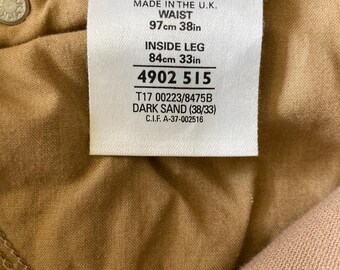 MADE IN THE U.K.
WAIST
97cm 38in
INSIDE LEG
84cm 33in
4902 515
T17 00223/8475B
DARK SAND (38/33)
C.I.F. A-37-002516